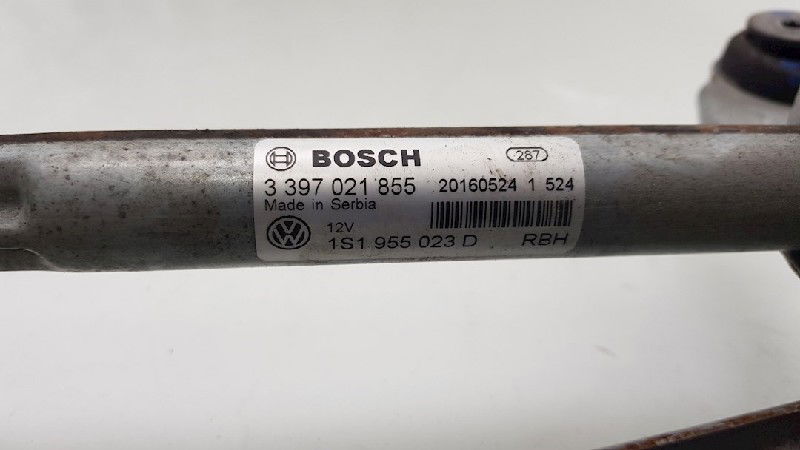 BOSCH 287
3 397 021 855 20160524 1 524
Made in Serbia
12V
1S1 955 023 D RBH